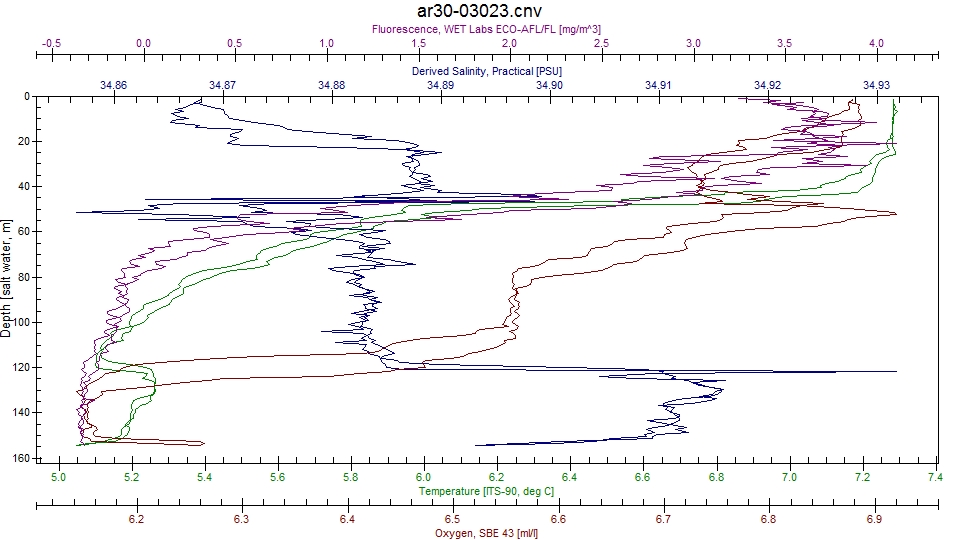 ar30-03023.cnv
Fluorescence, WET Labs ECO-AFL/FL [mg/m^3]
-0.5 0.0 0.5 1.0 1.5 2.0 2.5 3.0 3.5 4.0
Derived Salinity, Practical [PSU]
34.86 34.87 34.88 34.89 34.90 34.91 34.92 34.93
0
20
40
60
80
100
120
140
160
Depth [salt water, m]
5.0 5.2 5.4 5.6 5.8 6.0 6.2 6.4 6.6 6.8 7.0 7.2 7.4
Temperature [ITS-90, deg C]
6.2 6.3 6.4 6.5 6.6 6.7 6.8 6.9
Oxygen, SBE 43 [ml/l]